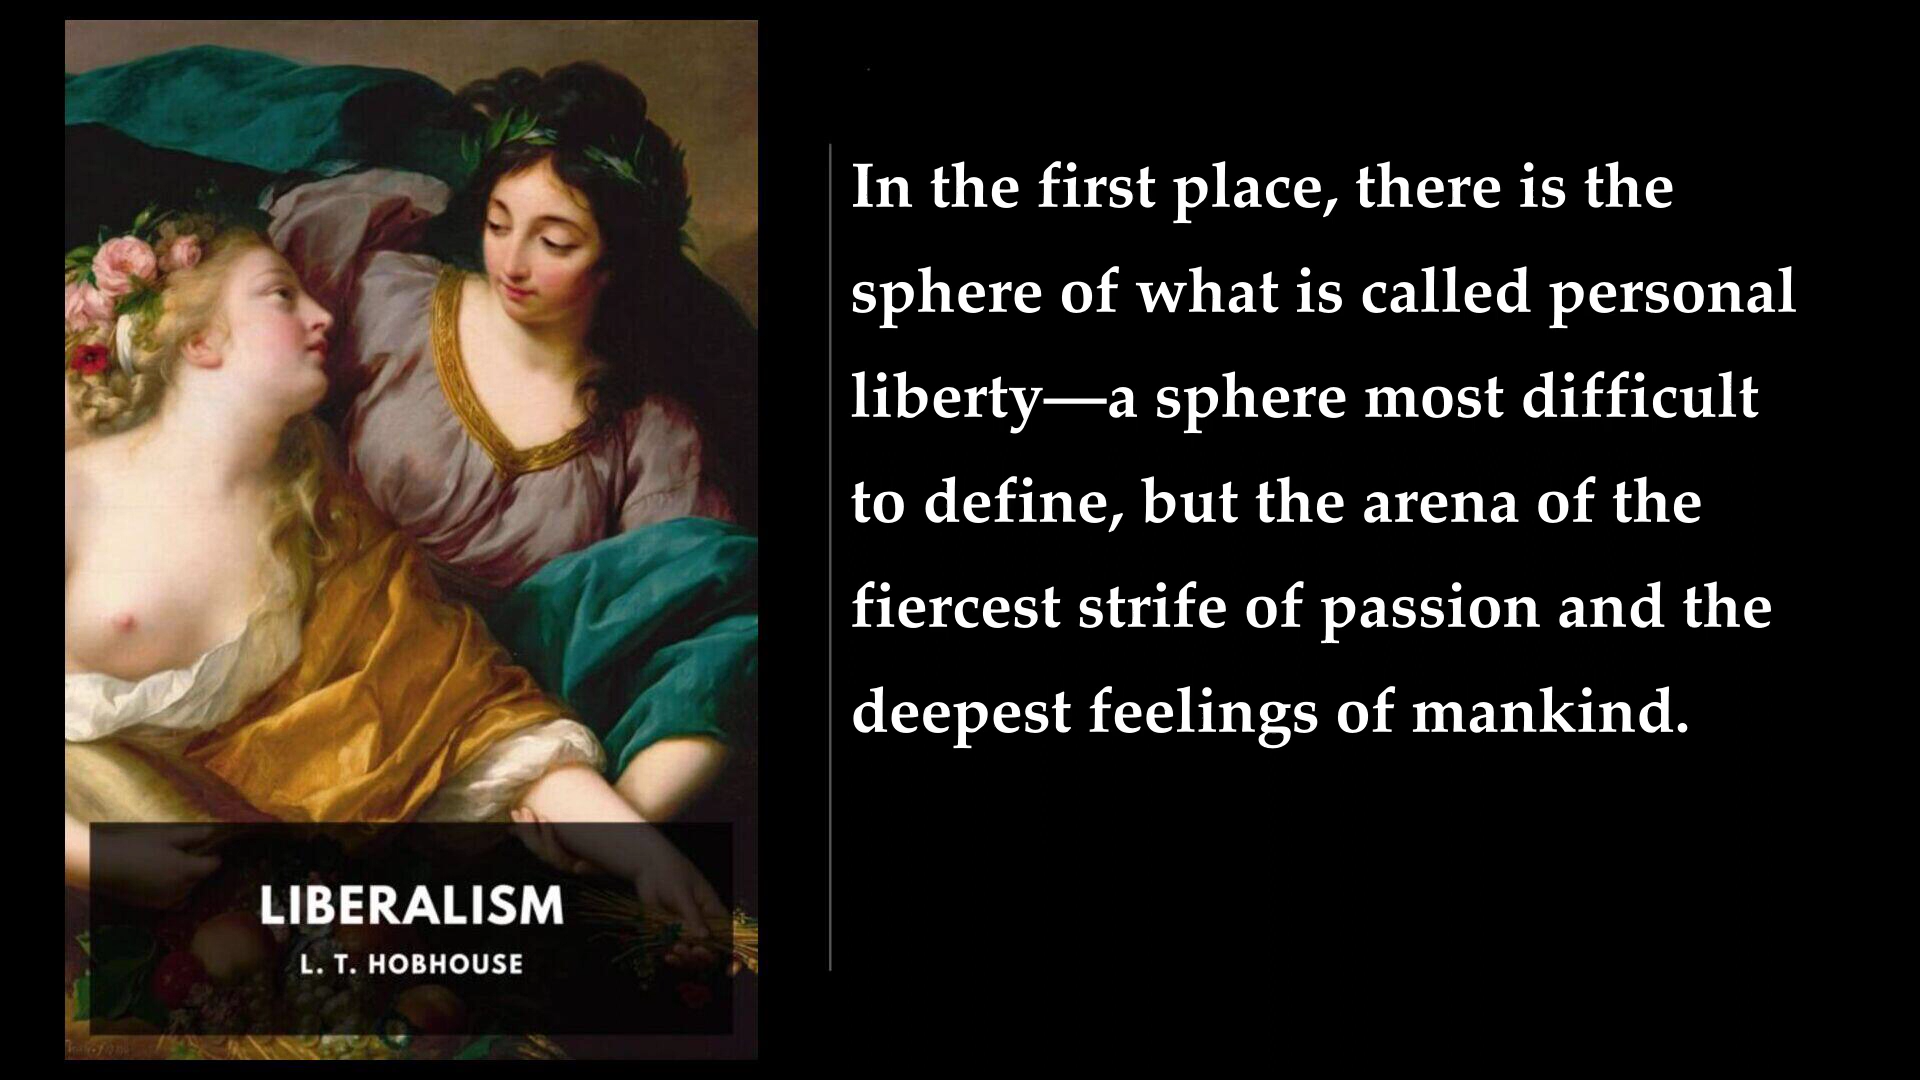 In the first place, there is the
sphere of what is called personal
liberty—a sphere most difficult
to define, but the arena of the
fiercest strife of passion and the
deepest feelings of mankind.
LIBERALISM
L. T. HOBHOUSE